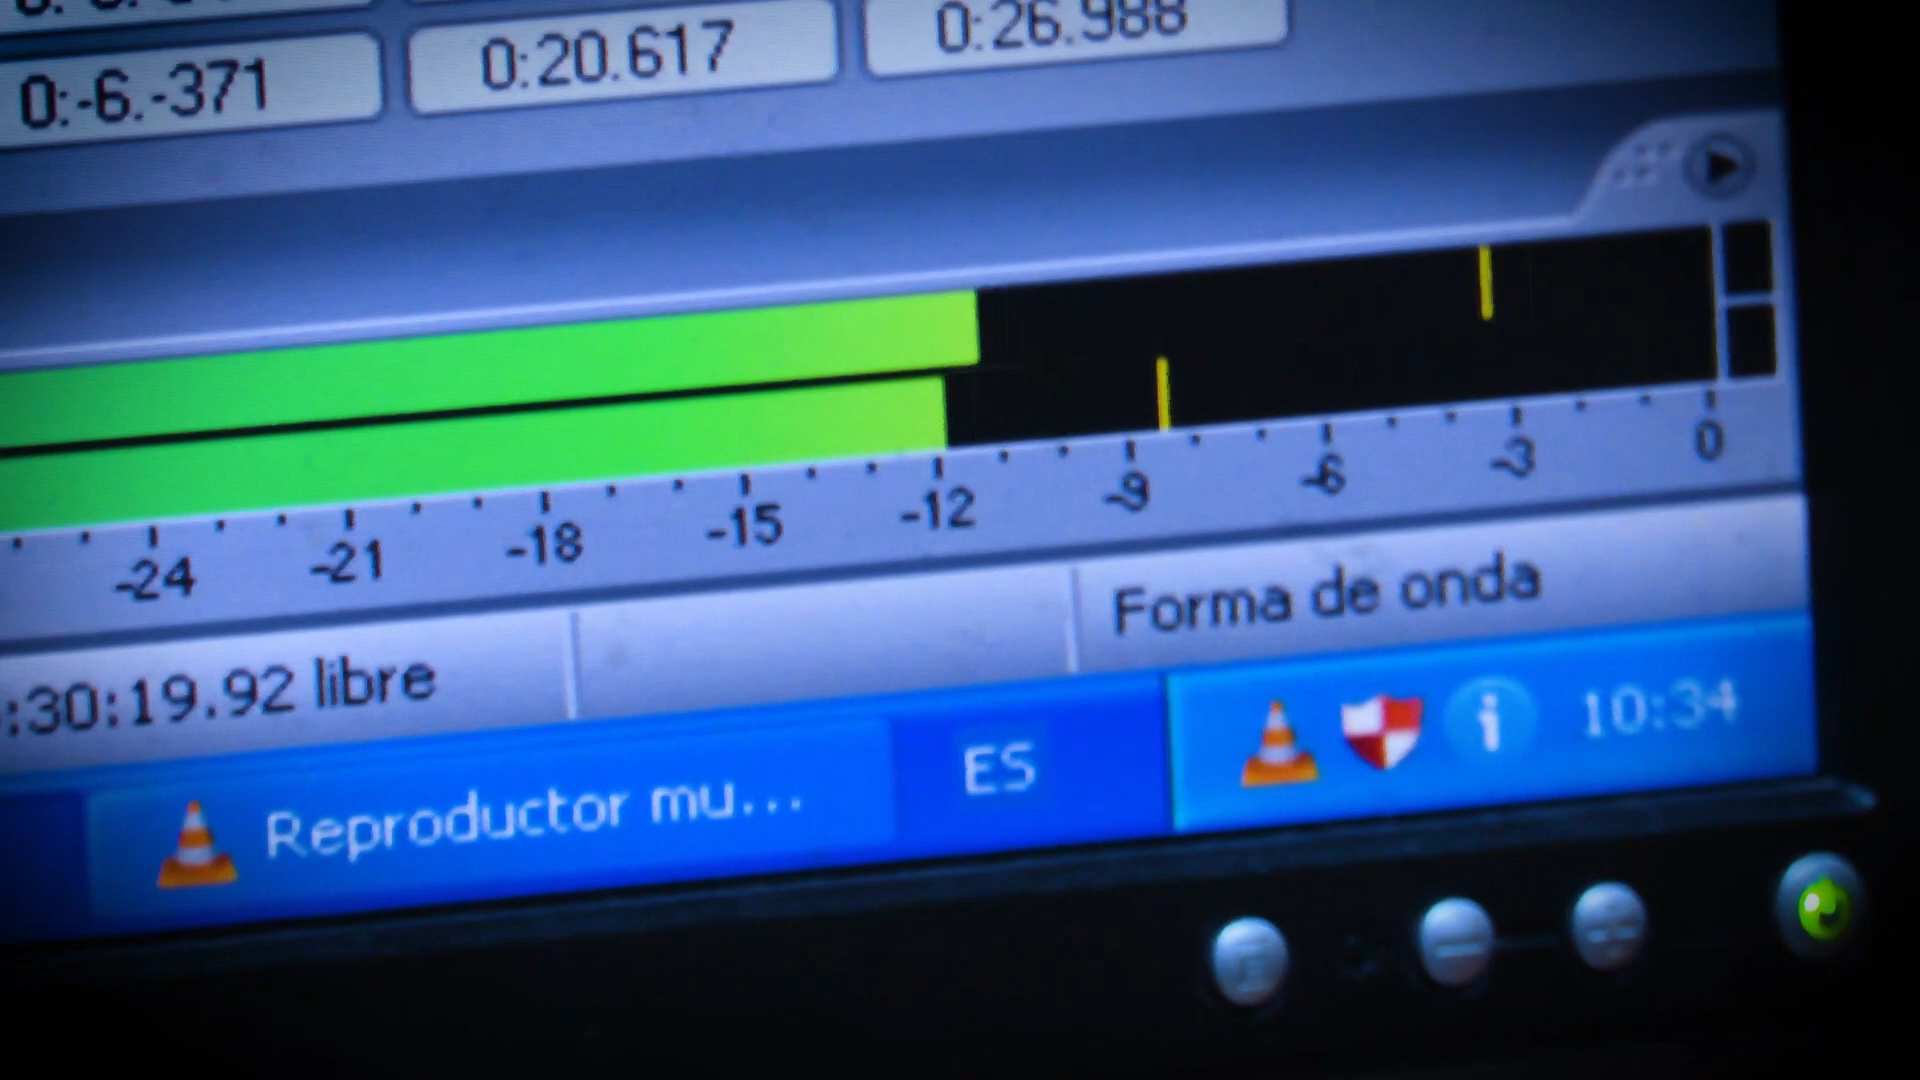 0:-6.-371 0:20.617 0:26.988
-24 -21 -18 -15 -12 -9 -6 -3 0
:30:19.92 libre Forma de onda
Reproductor mu... ES 10:34